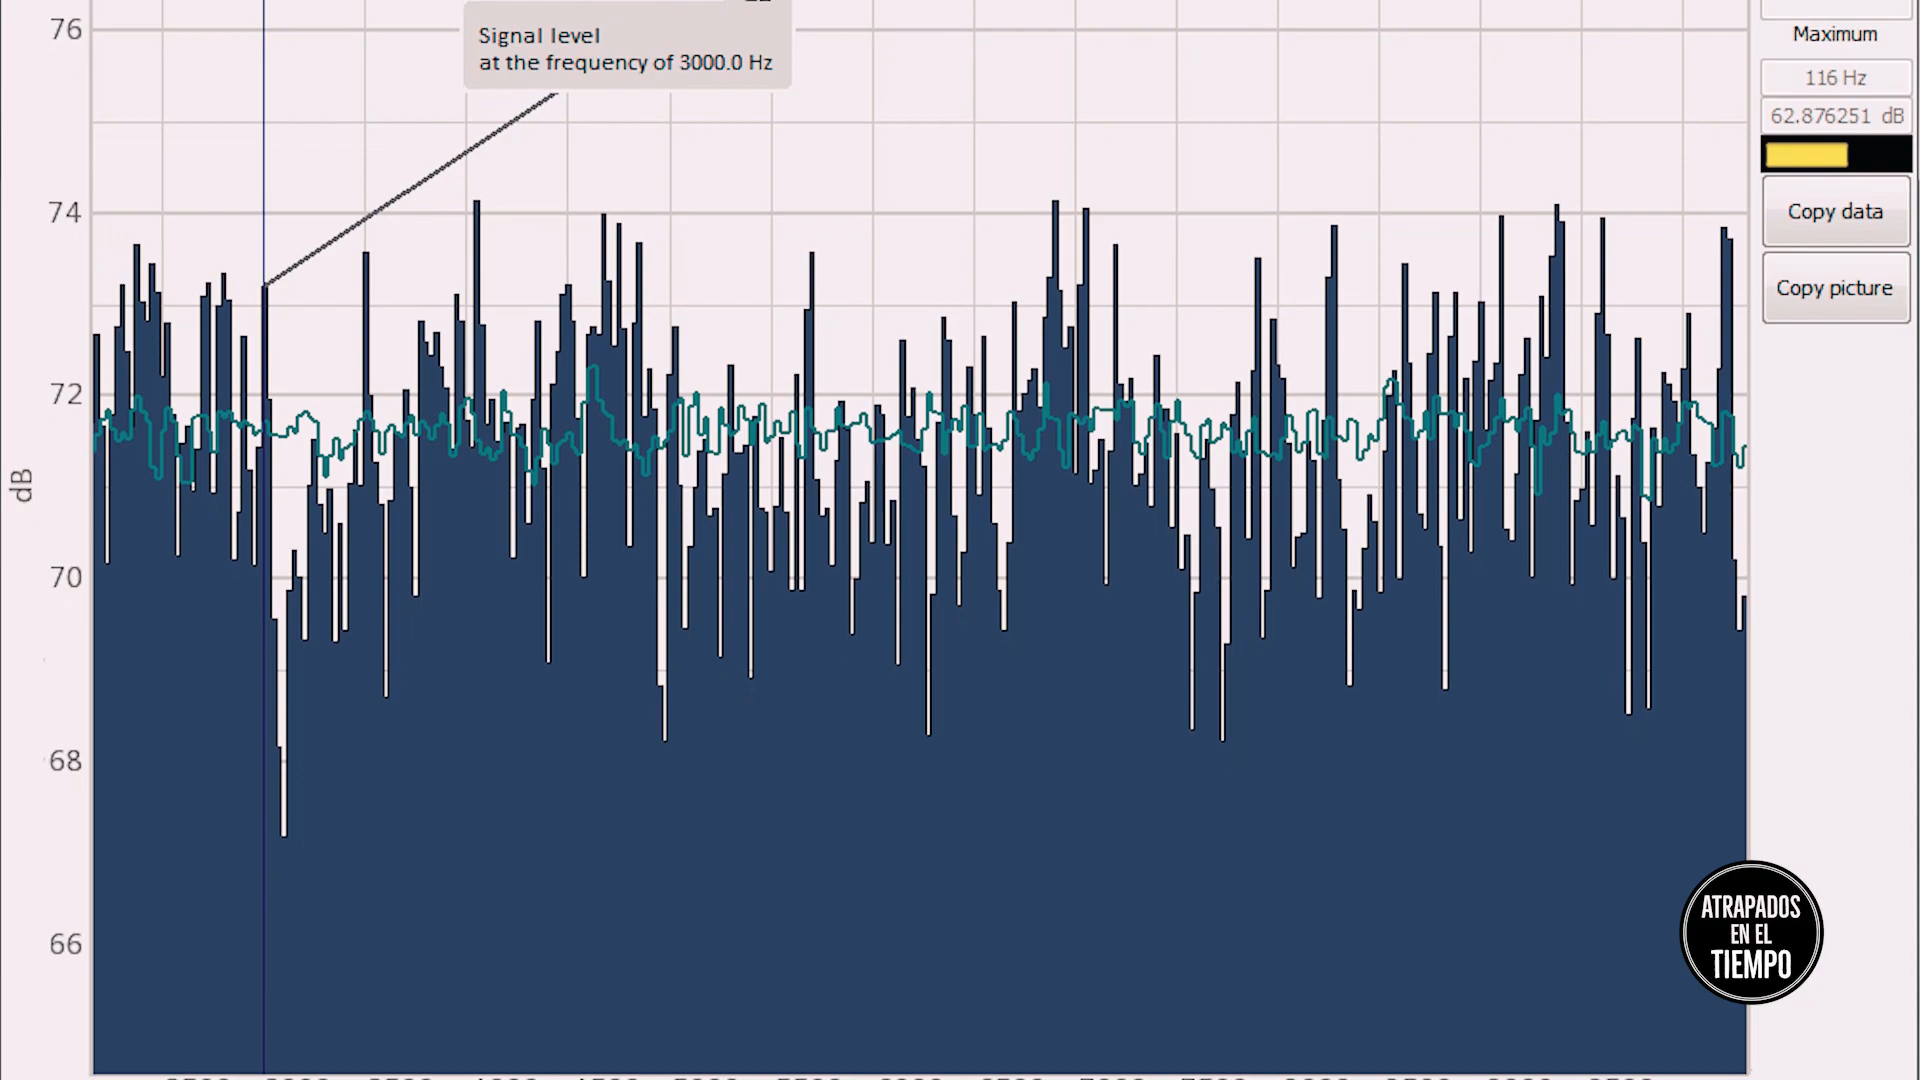 76
Signal level
at the frequency of 3000.0 Hz
Maximum
116 Hz
62.876251 dB
74
Copy data
Copy picture
72
dB
70
68
66
ATRAPADOS
EN EL
TIEMPO